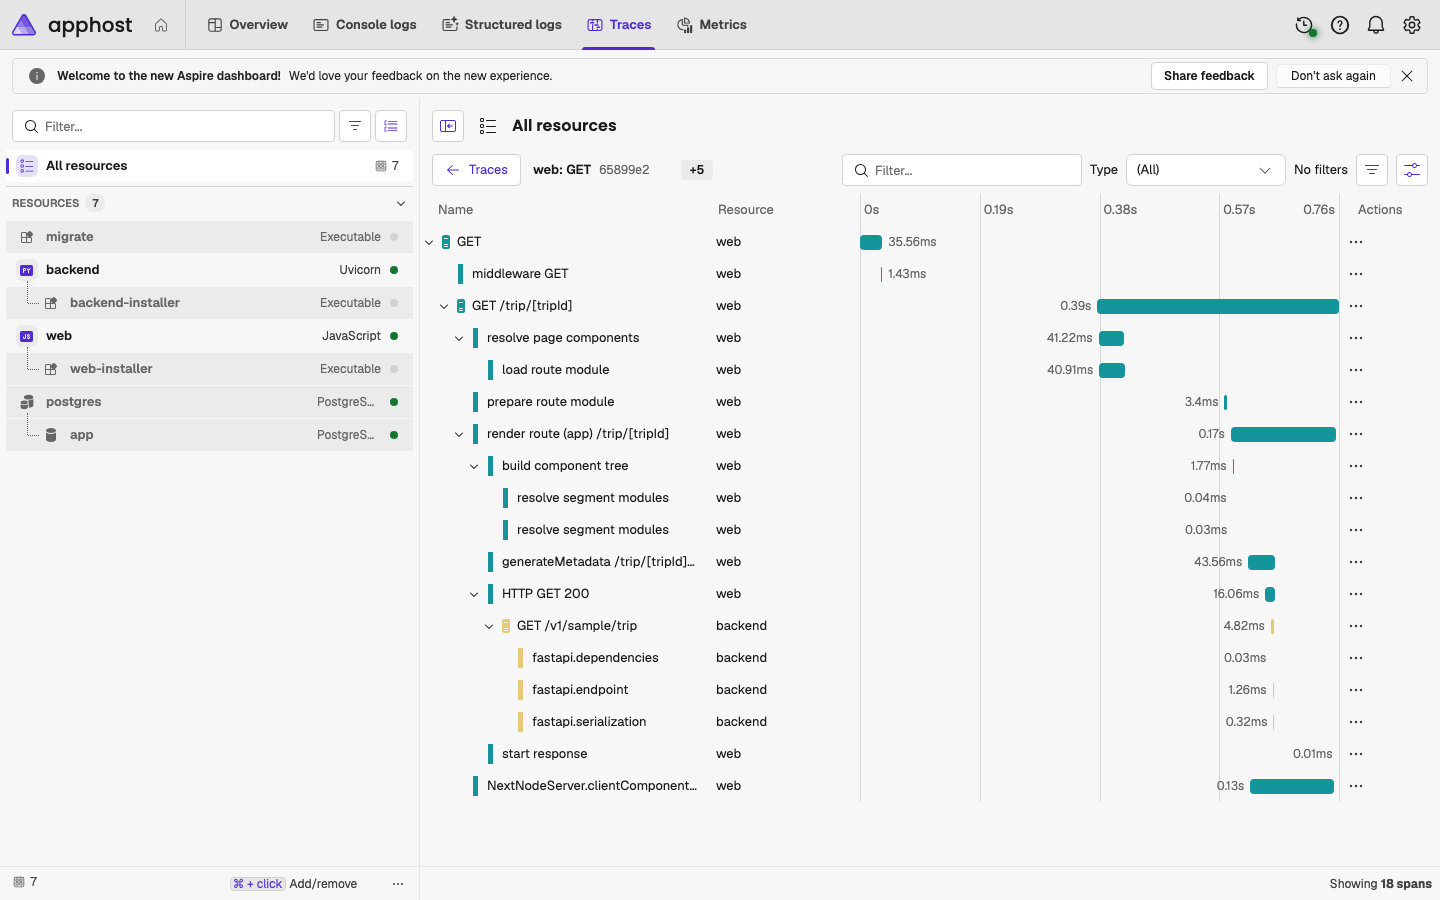 apphost
Overview
Console logs
Structured logs
Traces
Metrics
Welcome to the new Aspire dashboard! We'd love your feedback on the new experience.
Share feedback
Don't ask again
Filter...
All resources
7
RESOURCES 7
migrate Executable
PY backend Uvicorn
backend-installer Executable
JS web JavaScript
web-installer Executable
postgres PostgreS...
app PostgreS...
7
⌘ + click Add/remove
All resources
Traces
web: GET 65899e2
+5
Filter...
Type
(All)
No filters
Name Resource 0s 0.19s 0.38s 0.57s 0.76s Actions
GET web 35.56ms
middleware GET web 1.43ms
GET /trip/[tripId] web 0.39s
resolve page components web 41.22ms
load route module web 40.91ms
prepare route module web 3.4ms
render route (app) /trip/[tripId] web 0.17s
build component tree web 1.77ms
resolve segment modules web 0.04ms
resolve segment modules web 0.03ms
generateMetadata /trip/[tripId]... web 43.56ms
HTTP GET 200 web 16.06ms
GET /v1/sample/trip backend 4.82ms
fastapi.dependencies backend 0.03ms
fastapi.endpoint backend 1.26ms
fastapi.serialization backend 0.32ms
start response web 0.01ms
NextNodeServer.clientComponent... web 0.13s
Showing 18 spans